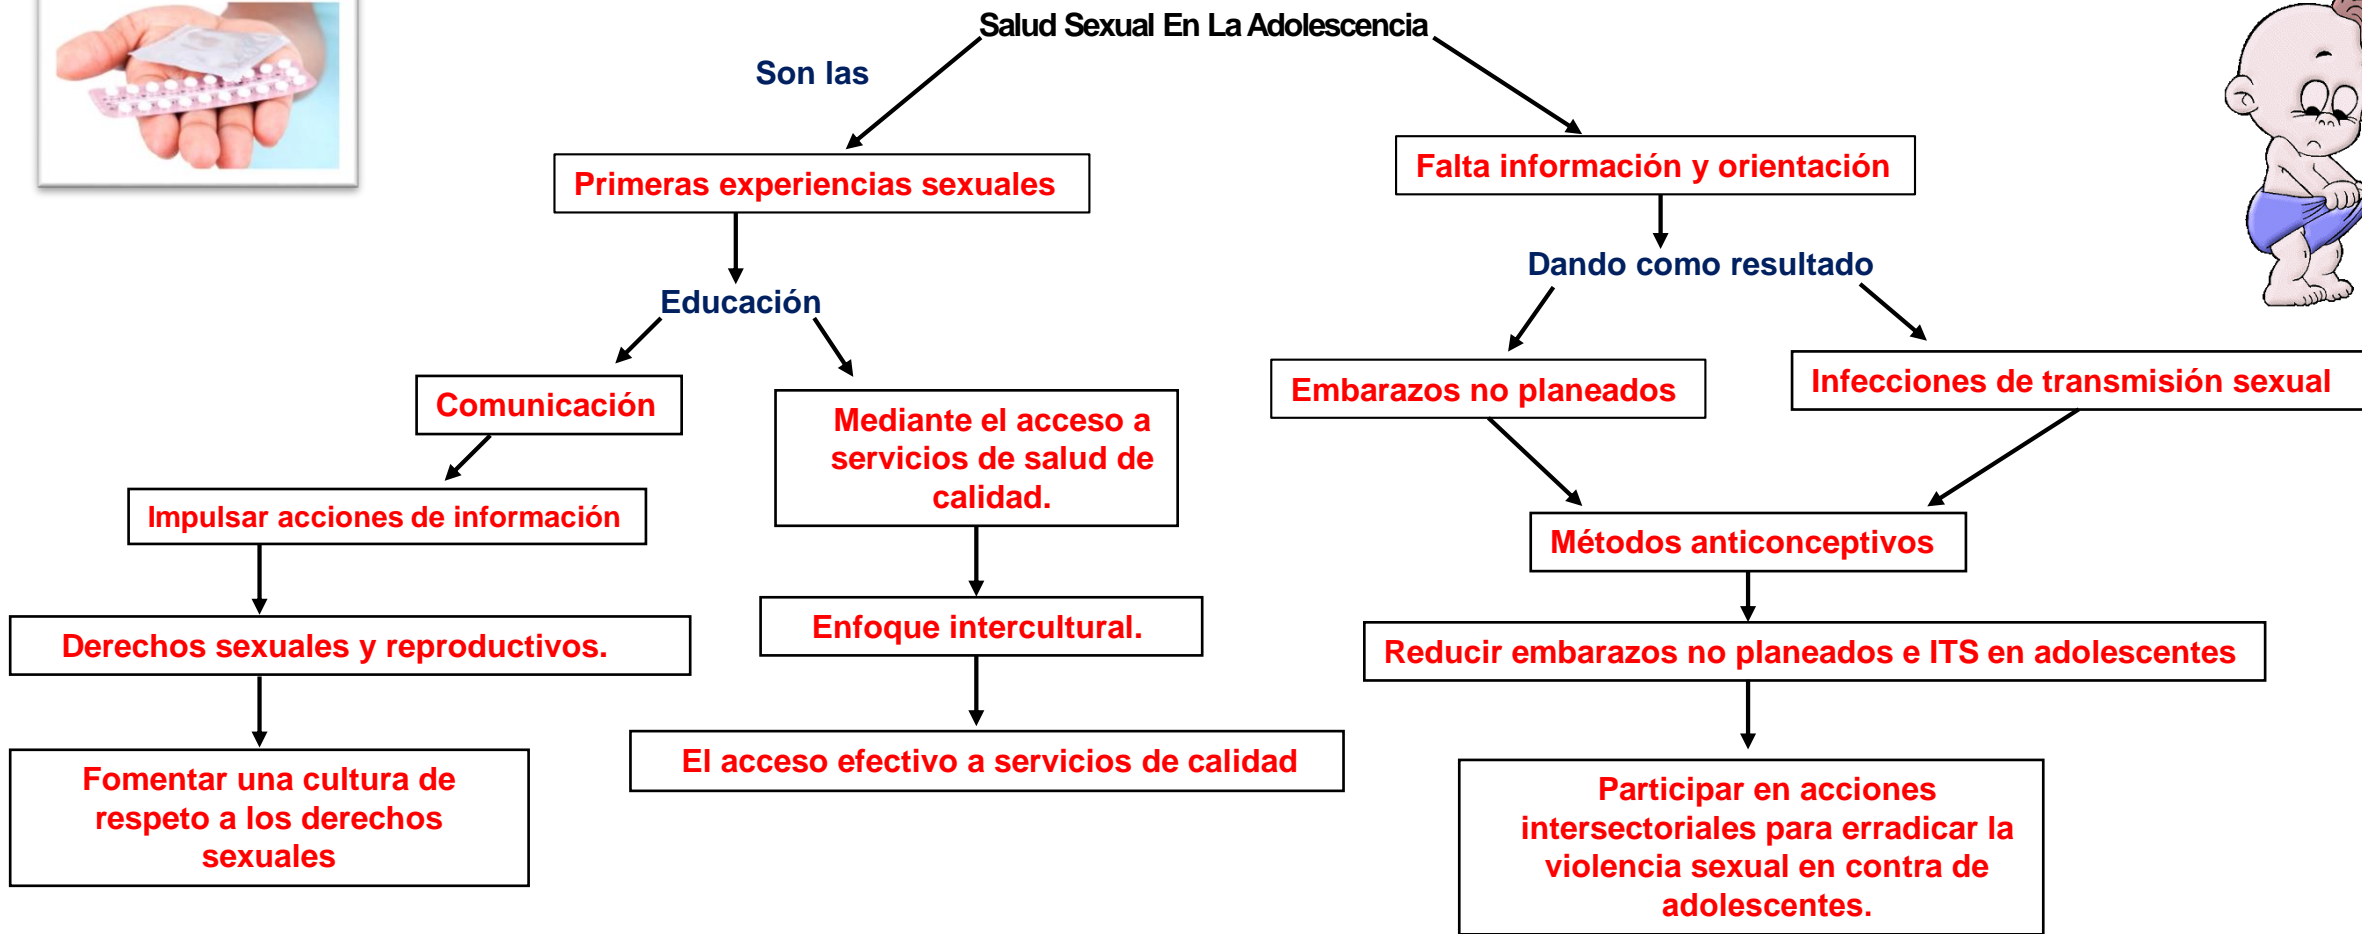 Salud Sexual En La Adolescencia
Son las
Primeras experiencias sexuales
Falta información y orientación
Educación
Dando como resultado
Comunicación
Mediante el acceso a
servicios de salud de
calidad.
Embarazos no planeados
Infecciones de transmisión sexual
Impulsar acciones de información
Métodos anticonceptivos
Derechos sexuales y reproductivos.
Enfoque intercultural.
Reducir embarazos no planeados e ITS en adolescentes
Fomentar una cultura de
respeto a los derechos
sexuales
El acceso efectivo a servicios de calidad
Participar en acciones
intersectoriales para erradicar la
violencia sexual en contra de
adolescentes.